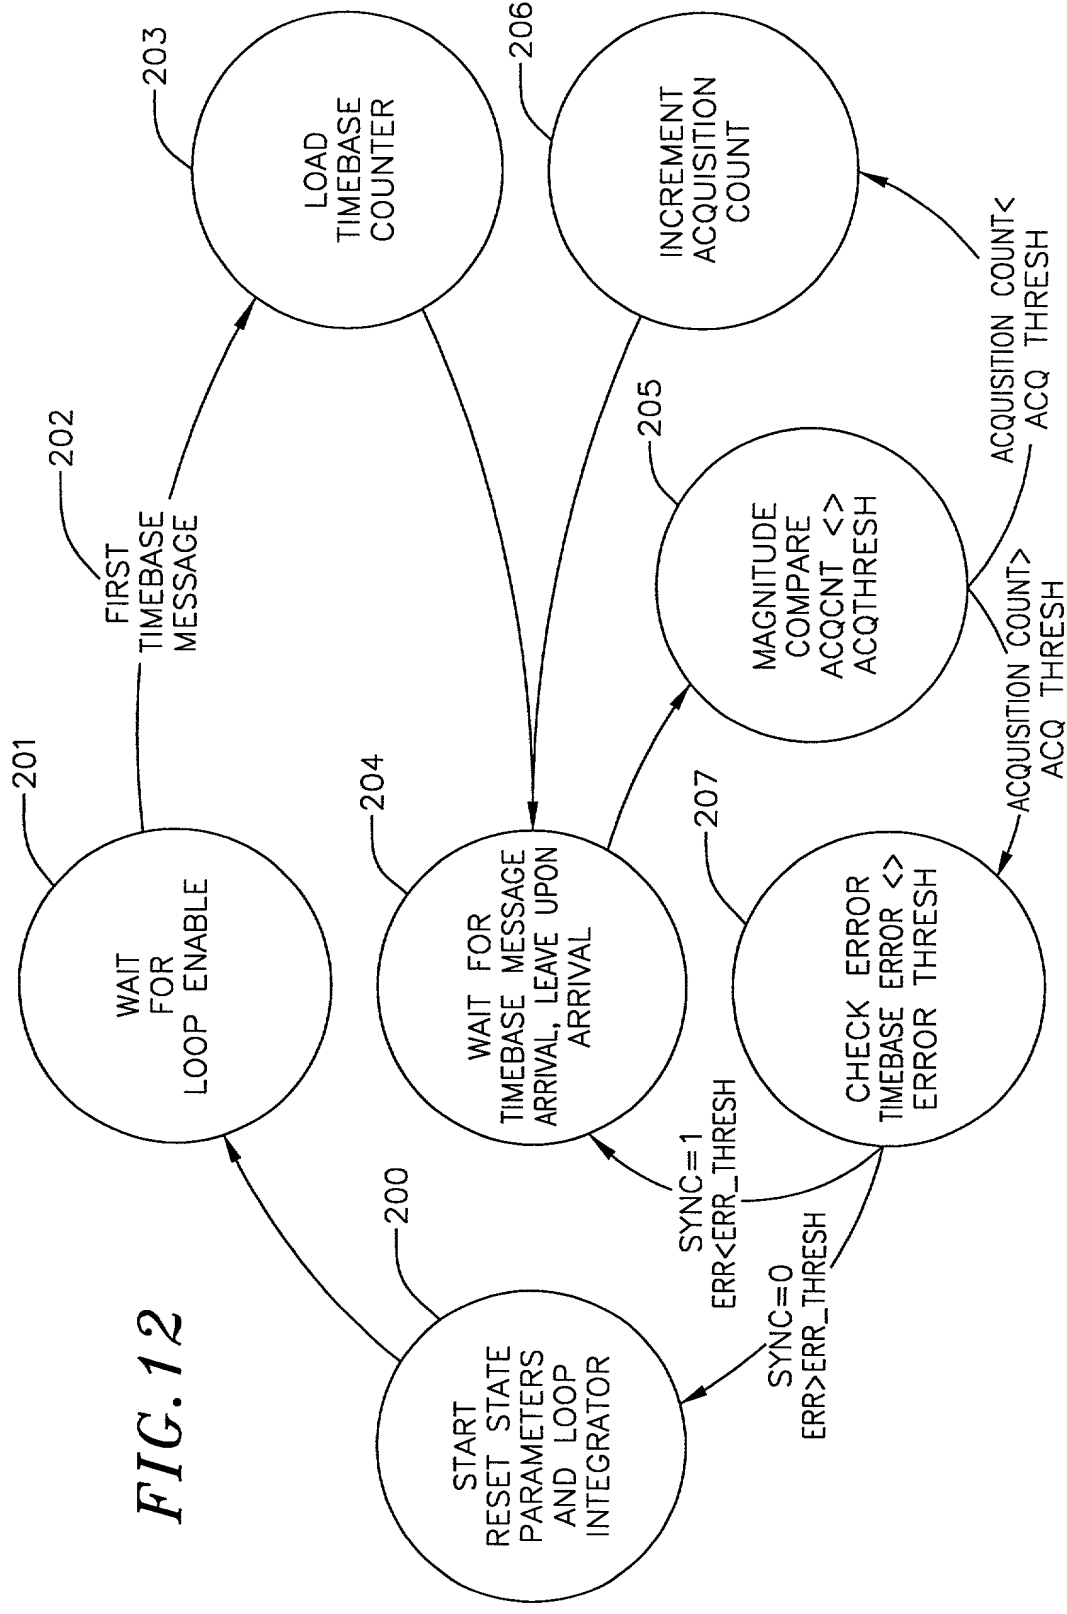 FIG.12
201
WAIT
FOR
LOOP ENABLE
202
FIRST
TIMEBASE
MESSAGE
203
LOAD
TIMEBASE
COUNTER
200
START
RESET STATE
PARAMETERS
AND LOOP
INTEGRATOR
204
WAIT FOR
TIMEBASE MESSAGE
ARRIVAL, LEAVE UPON
ARRIVAL
206
INCREMENT
ACQUISITION
COUNT
205
MAGNITUDE
COMPARE
ACQCNT <>
ACQTHRESH
207
CHECK ERROR
TIMEBASE ERROR <>
ERROR THRESH
SYNC=1
ERR<ERR_THRESH
SYNC=0
ERR>ERR_THRESH
ACQUISITION COUNT>
ACQ THRESH
ACQUISITION COUNT<
ACQ THRESH